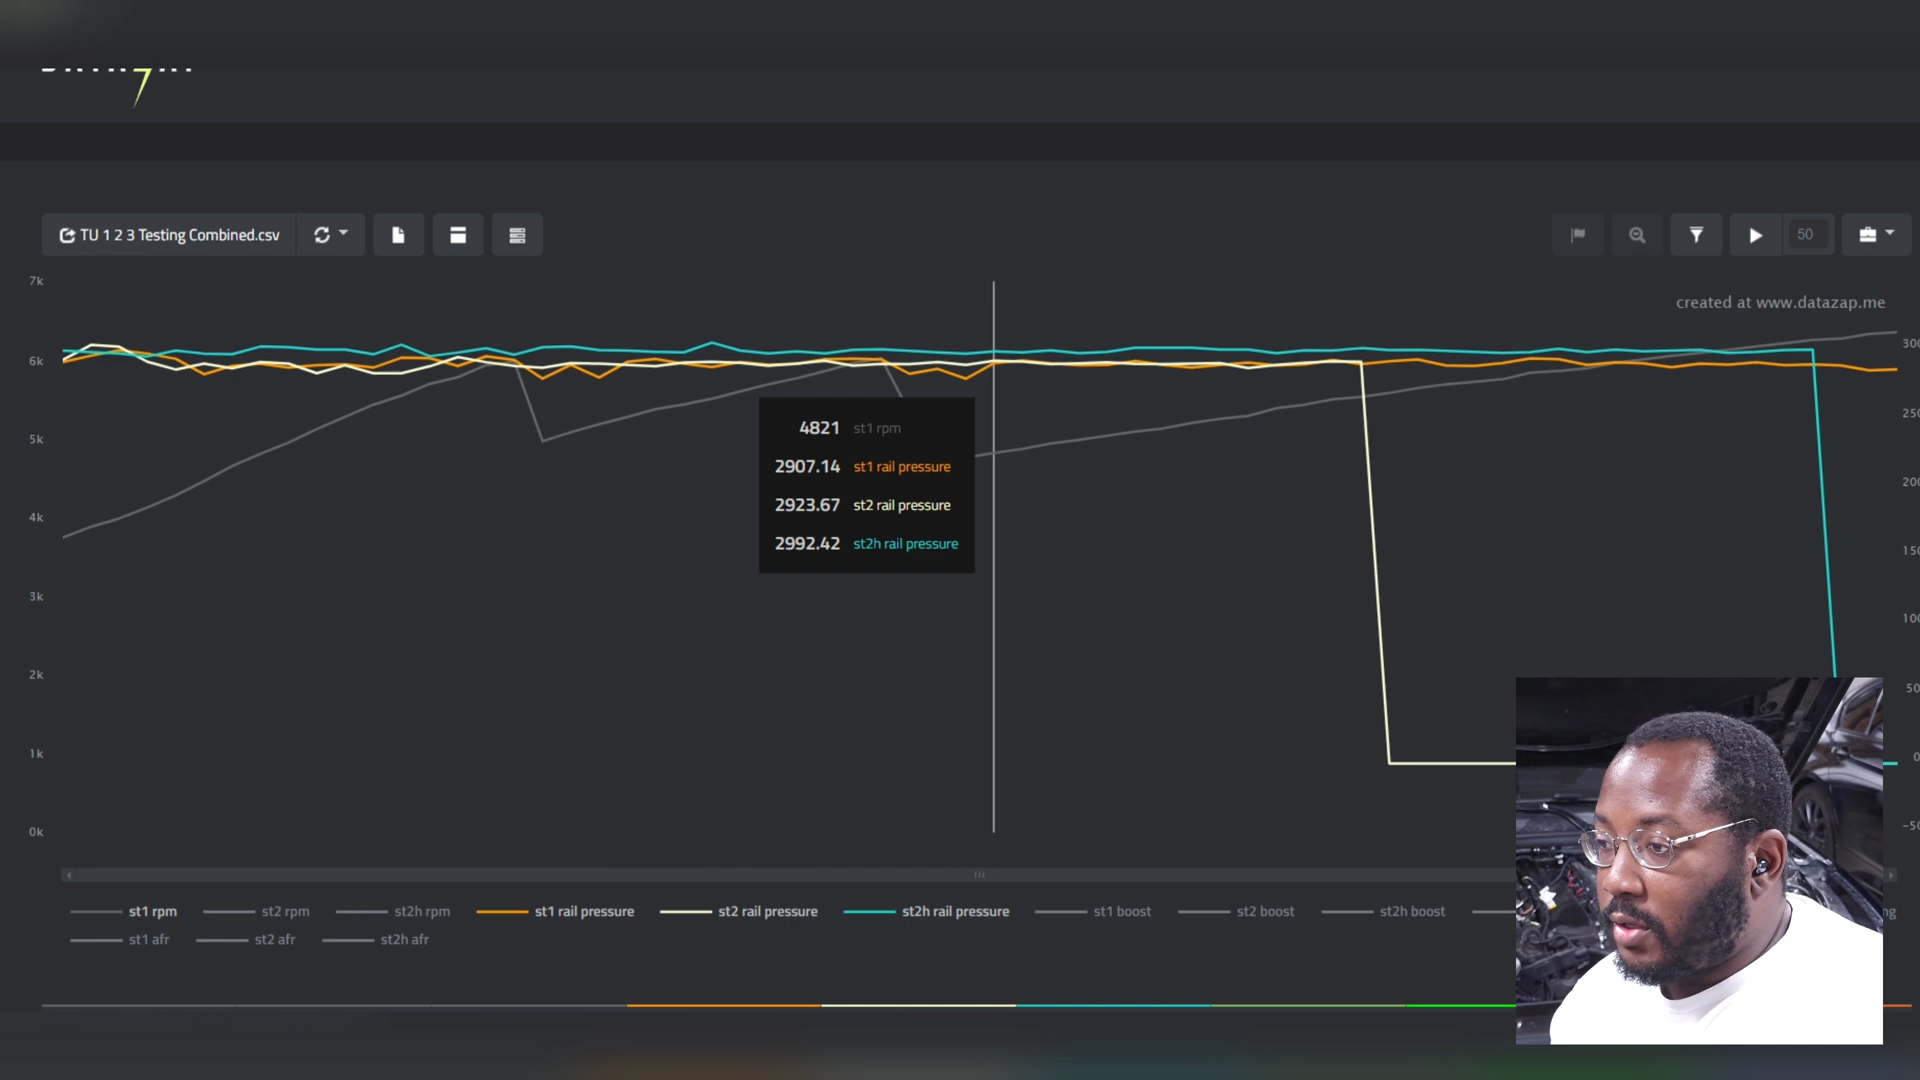 TU 1 2 3 Testing Combined.csv
50
7k
created at www.datazap.me
6k
5k
4k
3k
2k
1k
0k
4821 st1 rpm
2907.14 st1 rail pressure
2923.67 st2 rail pressure
2992.42 st2h rail pressure
st1 rpm st2 rpm st2h rpm st1 rail pressure st2 rail pressure st2h rail pressure st1 boost st2 boost st2h boost
st1 afr st2 afr st2h afr